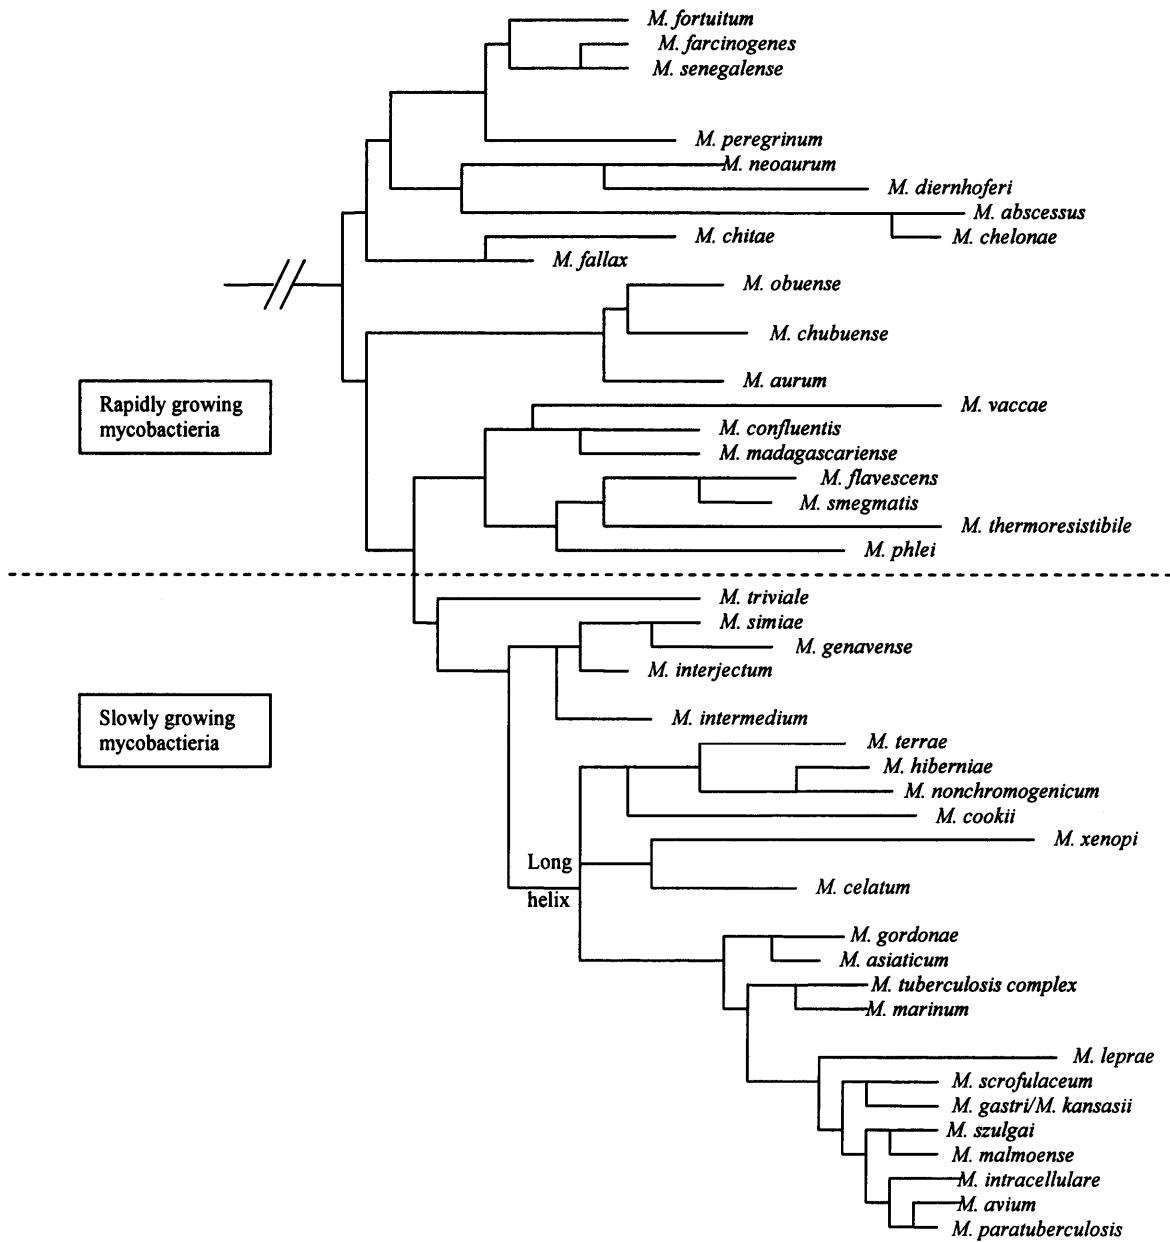 M. fortuitum
M. farcinogenes
M. senegalense
M. peregrinum
M. neoaurum
M. diernhoferi
M. abscessus
M. chelonae
M. chitae
M. fallax
M. obuense
M. chubuense
M. aurum
Rapidly growing
mycobactieria
M. vaccae
M. confluentis
M. madagascariense
M. flavescens
M. smegmatis
M. thermoresistibile
M. phlei
M. triviale
M. simiae
M. genavense
M. interjectum
Slowly growing
mycobactieria
M. intermedium
M. terrae
M. hiberniae
M. nonchromogenicum
M. cookii
M. xenopi
Long
helix
M. celatum
M. gordonae
M. asiaticum
M. tuberculosis complex
M. marinum
M. leprae
M. scrofulaceum
M. gastri/M. kansasii
M. szulgai
M. malmoense
M. intracellulare
M. avium
M. paratuberculosis